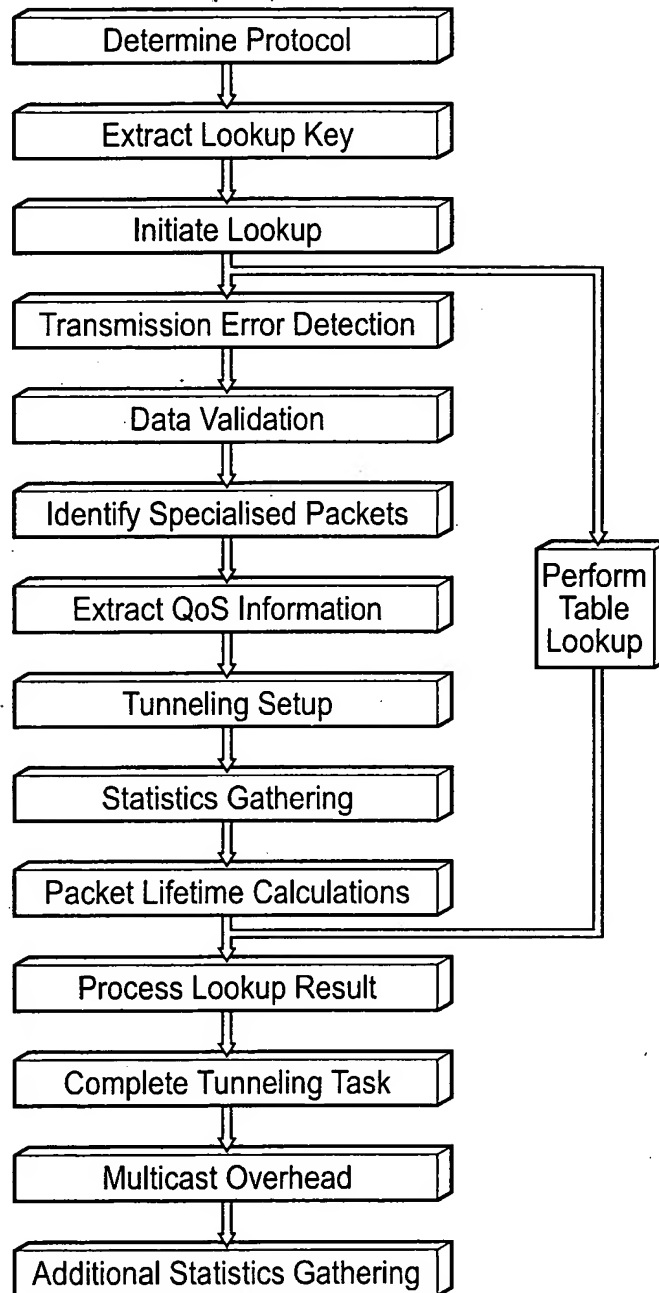 Determine Protocol
Extract Lookup Key
Initiate Lookup
Transmission Error Detection
Data Validation
Identify Specialised Packets
Extract QoS Information
Perform
Table
Lookup
Tunneling Setup
Statistics Gathering
Packet Lifetime Calculations
Process Lookup Result
Complete Tunneling Task
Multicast Overhead
Additional Statistics Gathering